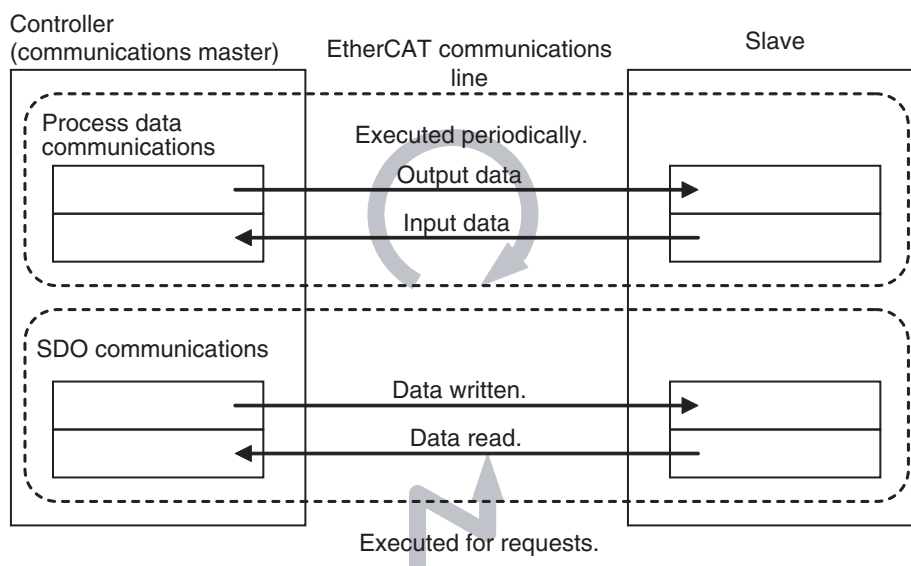 Controller
(communications master)
EtherCAT communications
line
Slave
Process data
communications
Executed periodically.
Output data
Input data
SDO communications
Data written.
Data read.
Executed for requests.